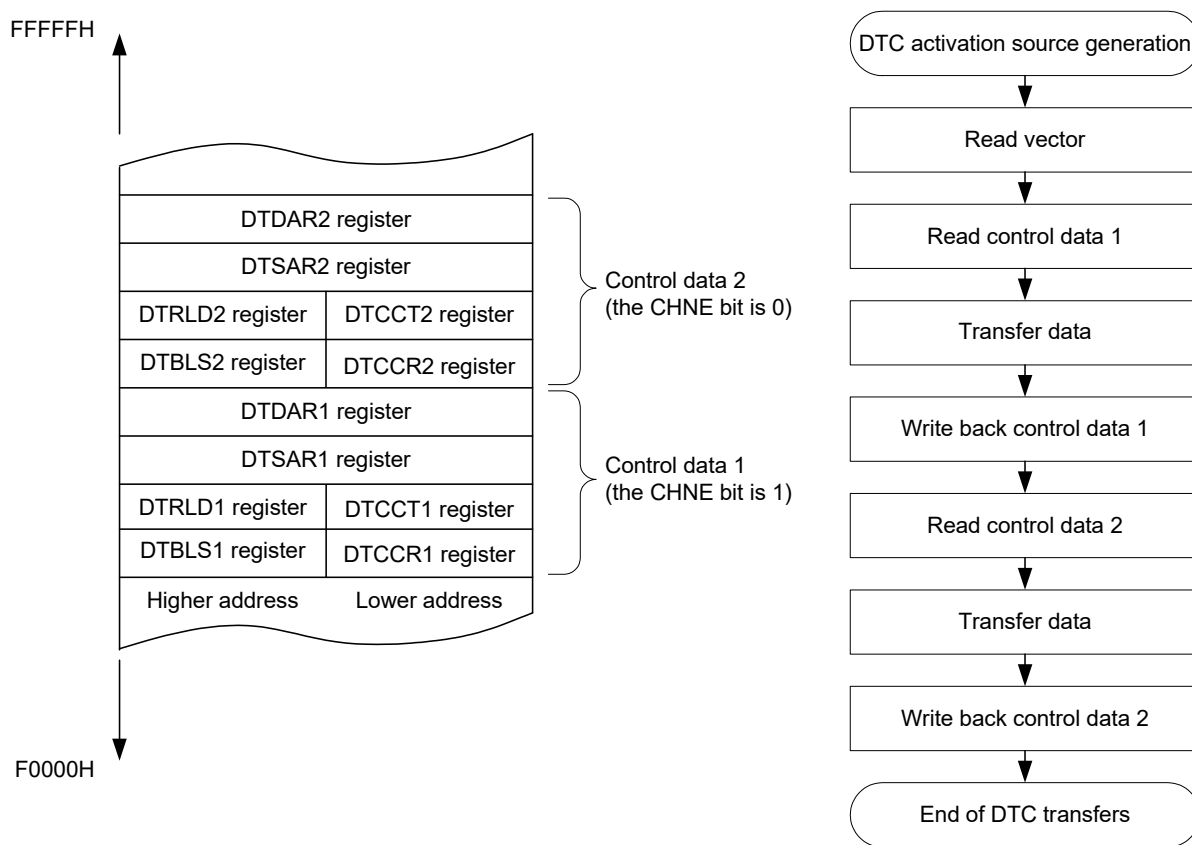 FFFFFH
DTDAR2 register
DTSAR2 register
DTRLD2 register DTCCT2 register
DTBLS2 register DTCCR2 register
DTDAR1 register
DTSAR1 register
DTRLD1 register DTCCT1 register
DTBLS1 register DTCCR1 register
Higher address Lower address
F0000H
Control data 2
(the CHNE bit is 0)
Control data 1
(the CHNE bit is 1)
DTC activation source generation
Read vector
Read control data 1
Transfer data
Write back control data 1
Read control data 2
Transfer data
Write back control data 2
End of DTC transfers